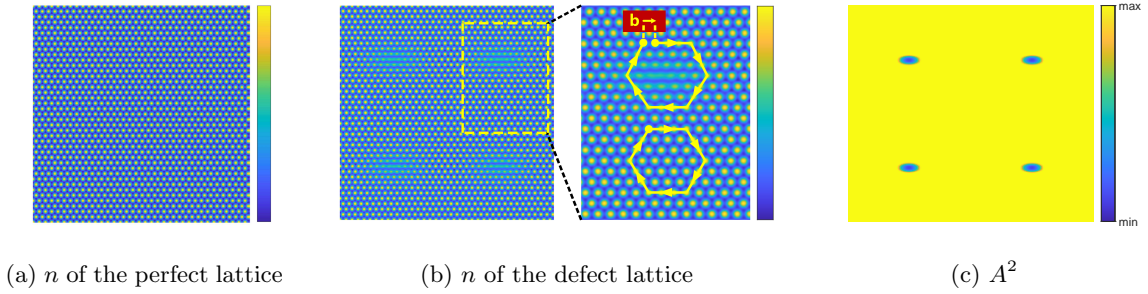 b
max
min
(a) n of the perfect lattice
(b) n of the defect lattice
(c) A²